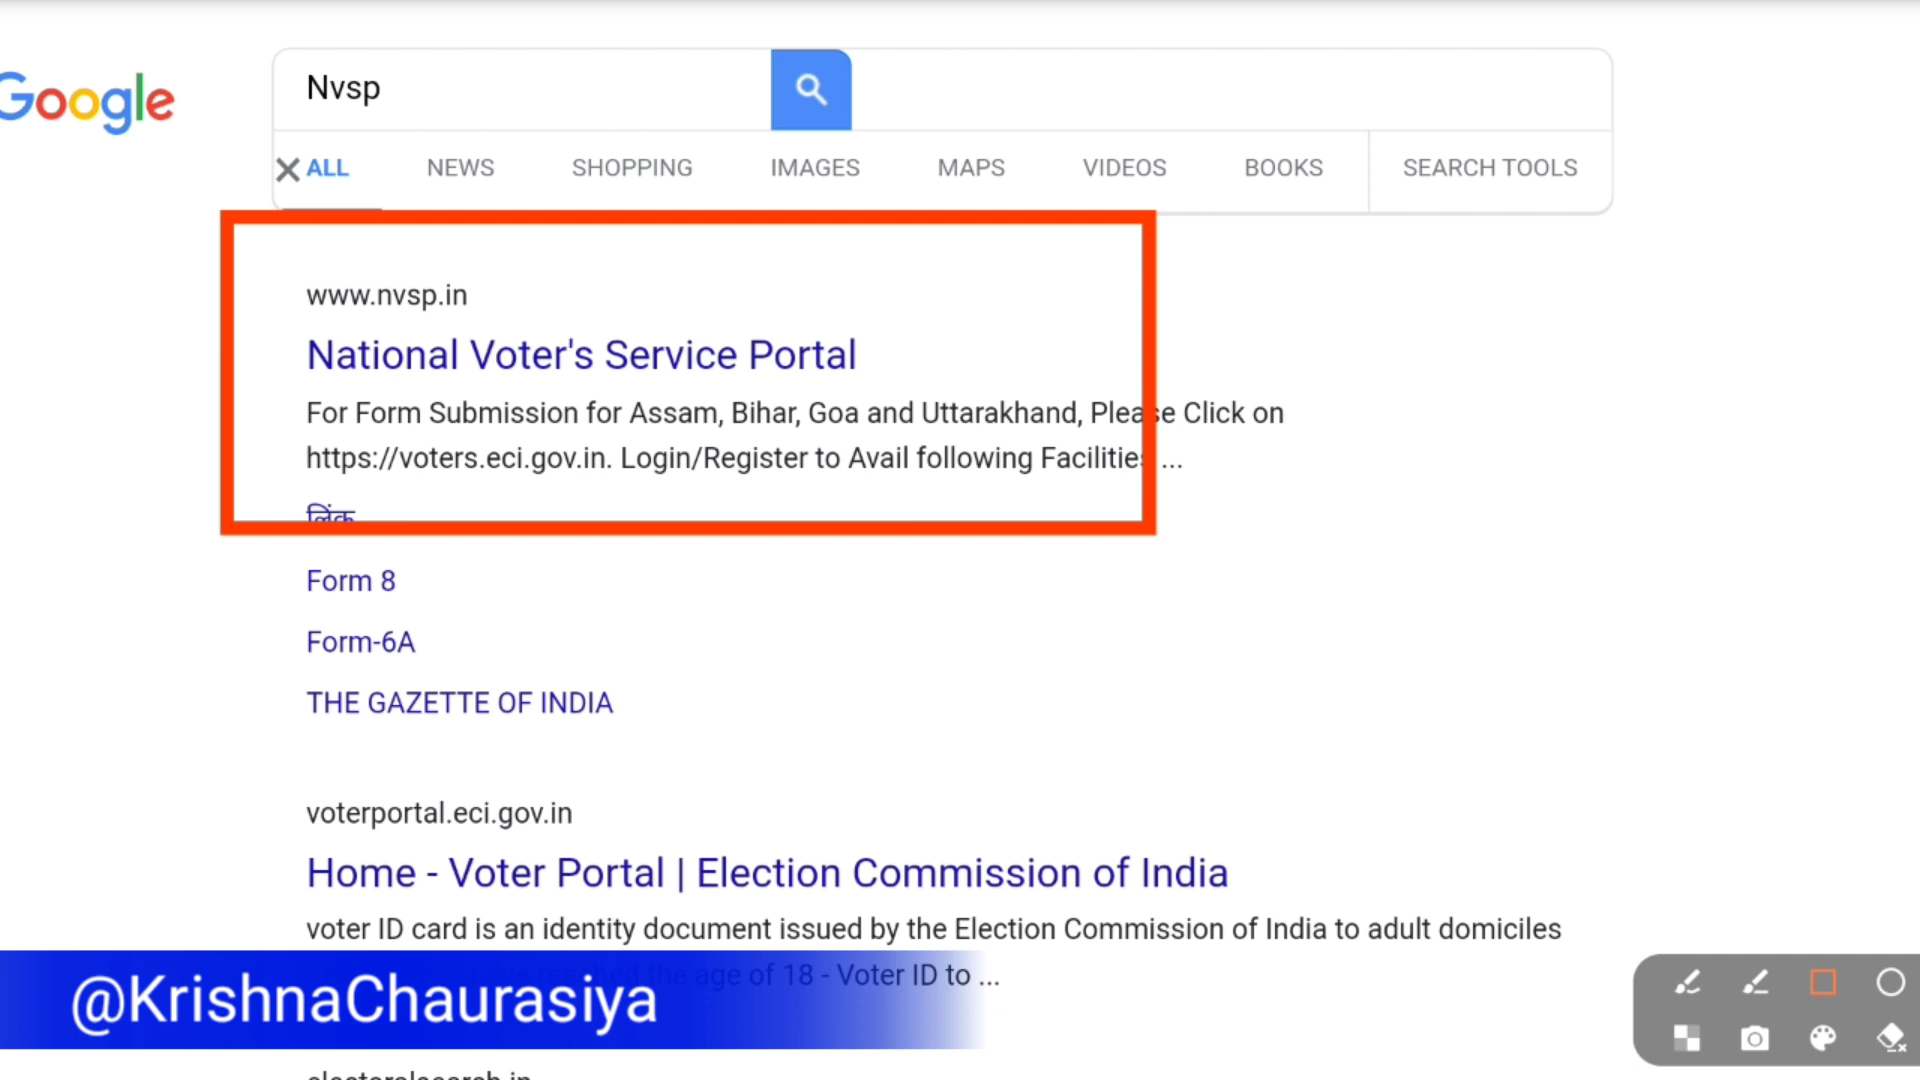 Google
Nvsp
ALL NEWS SHOPPING IMAGES MAPS VIDEOS BOOKS SEARCH TOOLS
www.nvsp.in
National Voter's Service Portal
For Form Submission for Assam, Bihar, Goa and Uttarakhand, Please Click on
https://voters.eci.gov.in. Login/Register to Avail following Facilities ...
लिंक
Form 8
Form-6A
THE GAZETTE OF INDIA
voterportal.eci.gov.in
Home - Voter Portal | Election Commission of India
voter ID card is an identity document issued by the Election Commission of India to adult domiciles
reached the age of 18 - Voter ID to ...
@KrishnaChaurasiya